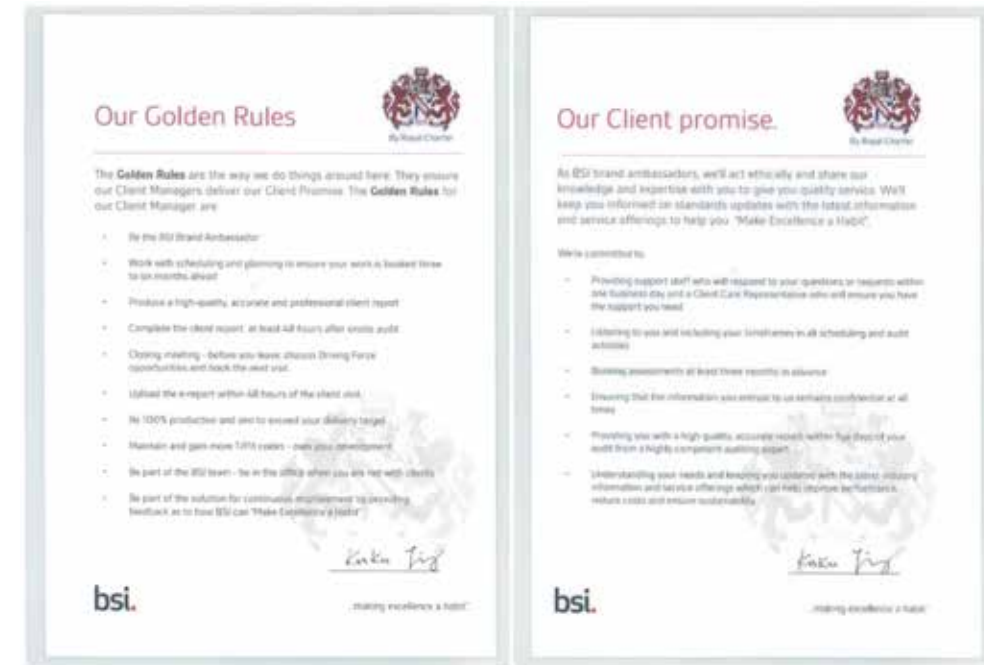 Our Golden Rules
By Royal Charter
The Golden Rules are the way we do things around here. They ensure
our Client Managers deliver our Client Promise. The Golden Rules for
our Client Manager are:
Be the BSI Brand Ambassador
Work with scheduling and planning to ensure your work is booked three
to six months ahead
Produce a high-quality, accurate and professional client report
Complete the client report at least 48 hours after onsite audit
Closing meeting - before you leave, discuss Driving Force
opportunities and book the next visit.
Upload the e-report within 48 hours of the client visit
Be 100% productive and aim to exceed your delivery target
Maintain and gain more codes - own your development
Be part of the BSI team - be in the office when you are not with clients
Be part of the solution for continuous improvement by providing
feedback as to how BSI can "Make Excellence a Habit"
bsi.
...making excellence a habit."
Our Client promise.
By Royal Charter
As BSI brand ambassadors, we'll act ethically and share our
knowledge and expertise with you to give you quality service. We'll
keep you informed on standards updates with the latest information
and service offerings to help you "Make Excellence a Habit".
We're committed to:
Providing support staff who will respond to your questions or requests within
one business day and a Client Care Representative who will ensure you have
the support you need
Listening to you and including your timeframes in all scheduling and audit
activities
Booking assessments at least three months in advance
Ensuring that the information you entrust to us remains confidential at all
times
Providing you with a high quality, accurate report within five days of your
audit from a highly competent auditing expert
Understanding your needs and keeping you updated with the latest industry
information and service offerings which can help improve performance,
reduce costs and ensure sustainability
bsi.
...making excellence a habit."